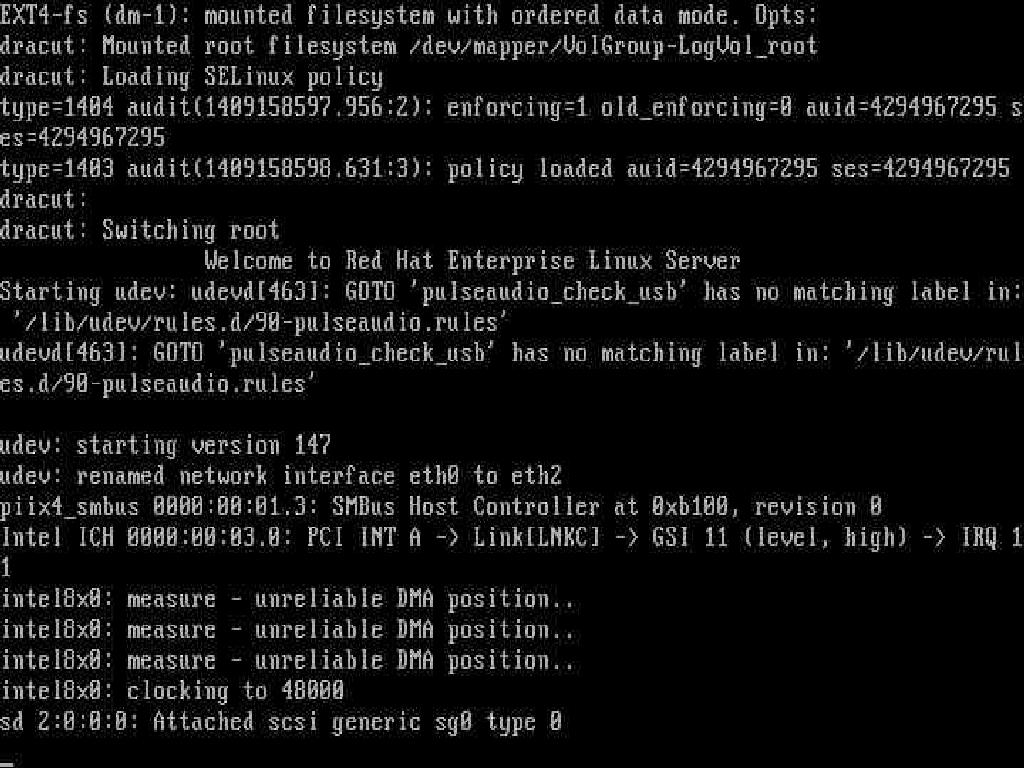 EXT4-fs (dm-1): mounted filesystem with ordered data mode. Opts:
dracut: Mounted root filesystem /dev/mapper/VolGroup-LogVol_root
dracut: Loading SELinux policy
type=1404 audit(1409158597.956:2): enforcing=1 old_enforcing=0 auid=4294967295 s
es=4294967295
type=1403 audit(1409158598.631:3): policy loaded auid=4294967295 ses=4294967295
dracut:
dracut: Switching root
Welcome to Red Hat Enterprise Linux Server
Starting udev: udevd[463]: GOTO 'pulseaudio_check_usb' has no matching label in:
'/lib/udev/rules.d/90-pulseaudio.rules'
udevd[463]: GOTO 'pulseaudio_check_usb' has no matching label in: '/lib/udev/rul
es.d/90-pulseaudio.rules'
udev: starting version 147
udev: renamed network interface eth0 to eth2
piix4_smbus 0000:00:01.3: SMBus Host Controller at 0xb100, revision 0
Intel ICH 0000:00:03.0: PCI INT A -> Link[LNKC] -> GSI 11 (level, high) -> IRQ 1
1
intel8x0: measure - unreliable DMA position..
intel8x0: measure - unreliable DMA position..
intel8x0: measure - unreliable DMA position..
intel8x0: clocking to 48000
sd 2:0:0:0: Attached scsi generic sg0 type 0
_